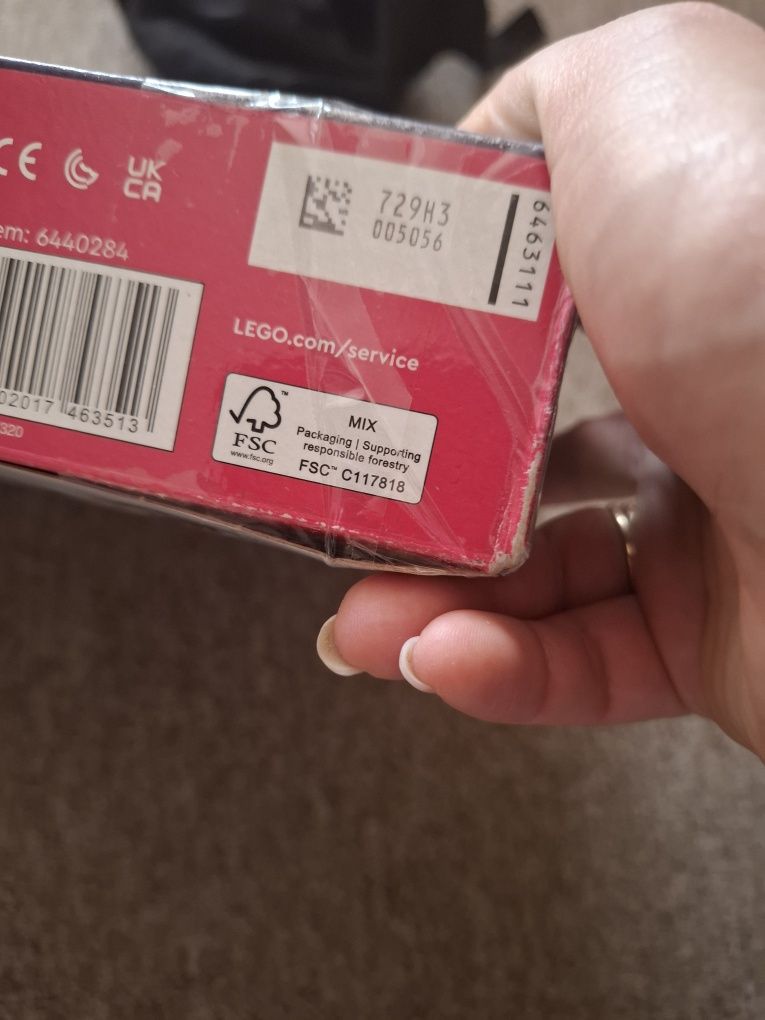 CE
UK
CA
em: 6440284
729H3
005056
6463111
02017 463513
320
LEGO.com/service
FSC
www.fsc.org
™
MIX
Packaging | Supporting
responsible forestry
FSC™ C117818